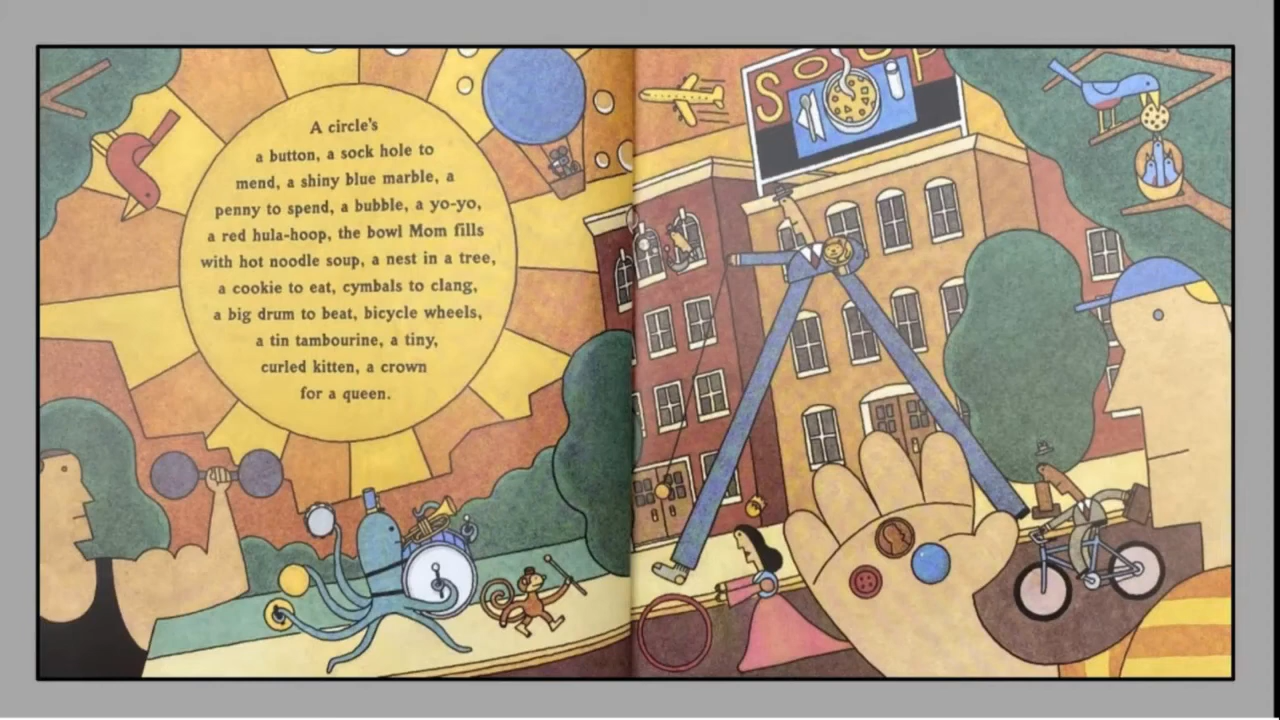 A circle's
a button, a sock hole to
mend, a shiny blue marble, a
penny to spend, a bubble, a yo-yo,
a red hula-hoop, the bowl Mom fills
with hot noodle soup, a nest in a tree,
a cookie to eat, cymbals to clang,
a big drum to beat, bicycle wheels,
a tin tambourine, a tiny,
curled kitten, a crown
for a queen.
SOUP